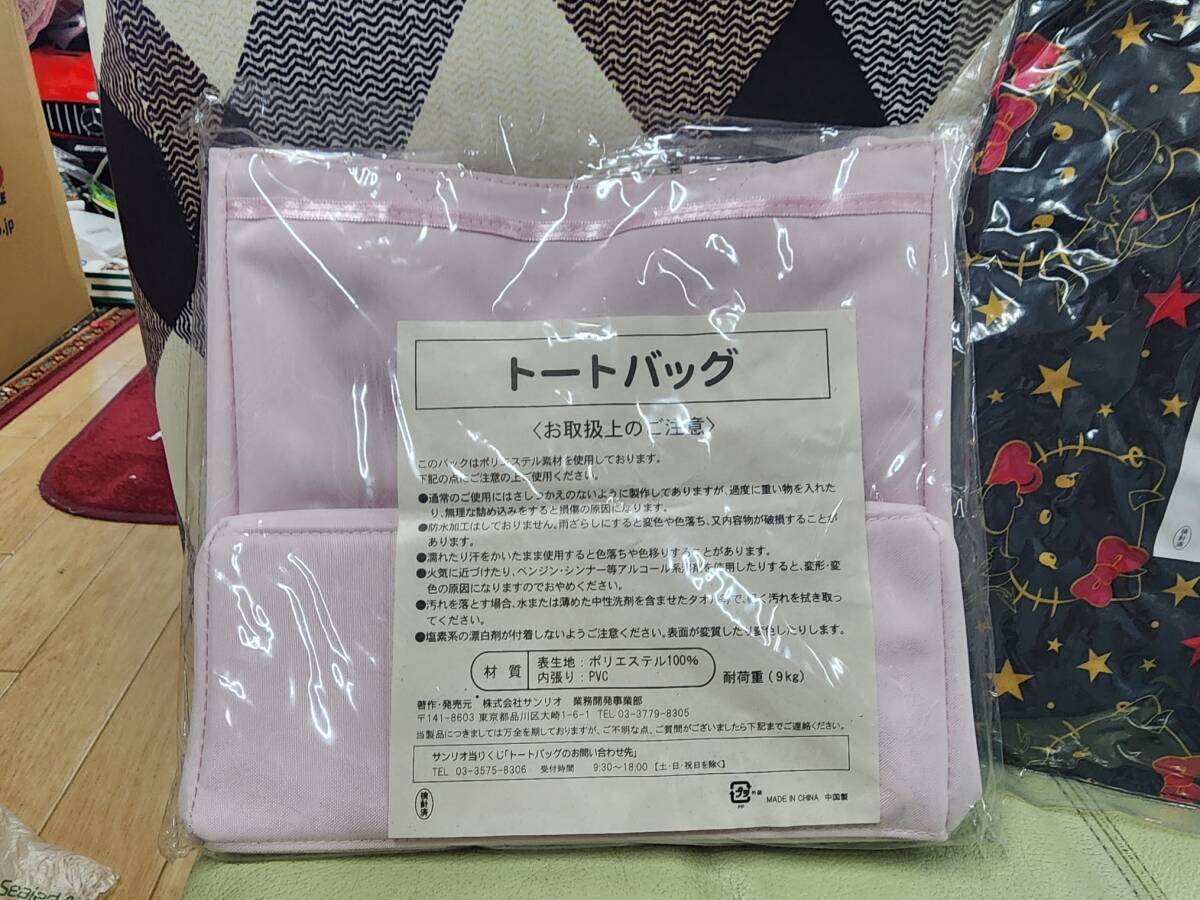 トートバッグ
〈お取扱上のご注意〉
このバックはポリエステル素材を使用しております。
下記の点にご注意の上ご使用ください。
●通常のご使用にはさしつかえのないように製作してありますが、過度に重い物を入れた
り、無理な詰め込みをすると損傷の原因になります。
●防水加工はしておりません。雨ざらしにすると変色や色落ち、又内容物が破損することが
あります。
●濡れたり汗をかいたまま使用すると色落ちや色移りすることがあります。
●火気に近づけたり、ベンジン・シンナー等アルコール系溶剤を使用したりすると、変形・変
色の原因になりますのでおやめください。
●汚れを落とす場合、水または薄めた中性洗剤を含ませたタオル等で、軽く汚れを拭き取っ
てください。
●塩素系の漂白剤が付着しないようご注意ください。表面が変質したり変色したりします。
材質 表生地：ポリエステル100％
内張り：PVC
耐荷重（9kg）
著作・発売元 株式会社サンリオ 業務開発事業部
〒141-8603 東京都品川区大崎1-6-1 TEL 03-3779-8305
当製品につきましては万全を期しておりますが、ご不明な点、ご質問がございましたら下記までご連絡ください。
サンリオ当りくじ「トートバッグのお問い合わせ先」
TEL 03-3575-8306 受付時間 9:30～18:00【土・日・祝日を除く】
検針済
プラ 外袋
PP
MADE IN CHINA 中国製
検針済
.jp
Sealed